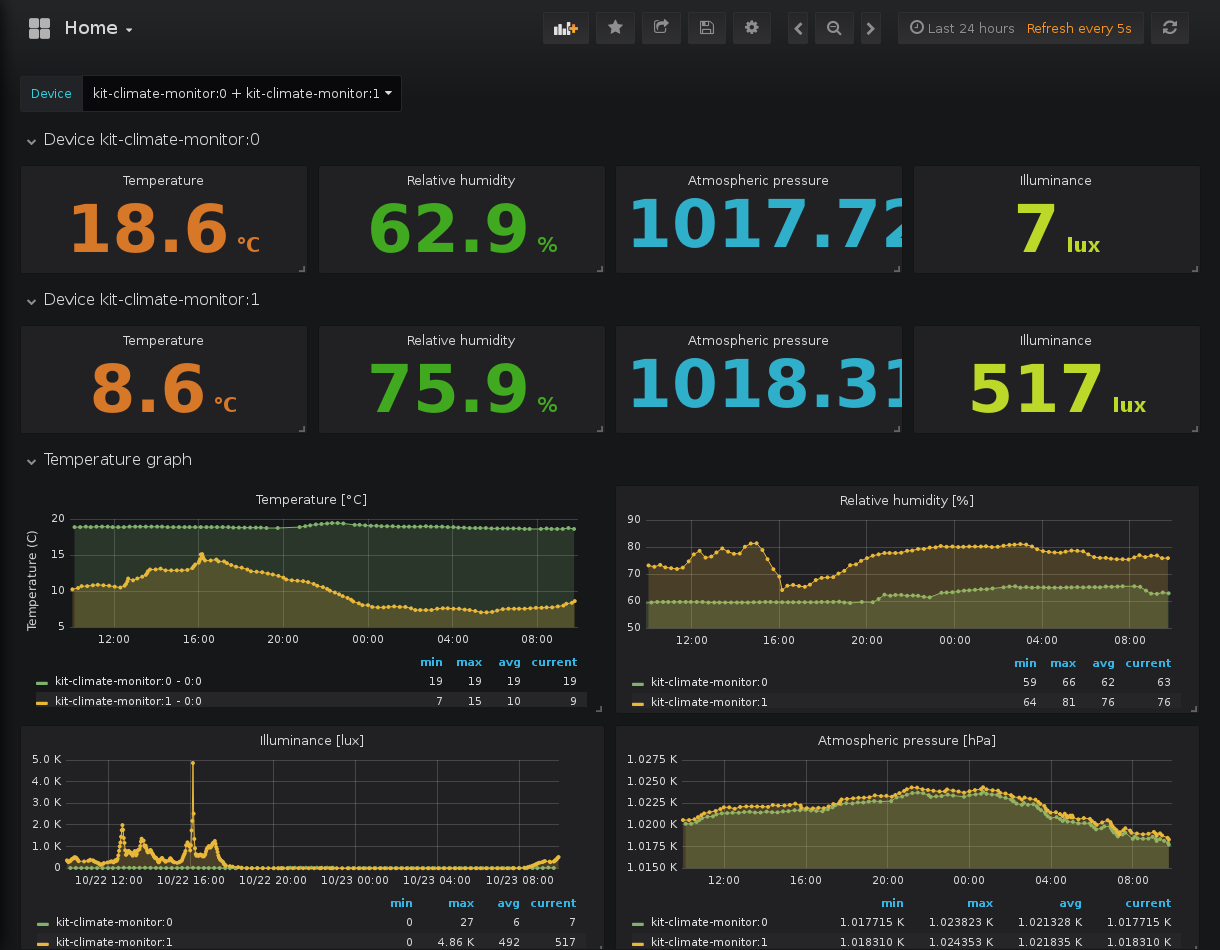 Home
Last 24 hours Refresh every 5s
Device kit-climate-monitor:0 + kit-climate-monitor:1
Device kit-climate-monitor:0
Temperature Relative humidity Atmospheric pressure Illuminance
18.6 °C 62.9 % 1017.72 7 lux
Device kit-climate-monitor:1
Temperature Relative humidity Atmospheric pressure Illuminance
8.6 °C 75.9 % 1018.31 517 lux
Temperature graph
Temperature [°C]
Temperature (C)
20
15
10
5
12:00 16:00 20:00 00:00 04:00 08:00
min max avg current
kit-climate-monitor:0 - 0:0 19 19 19 19
kit-climate-monitor:1 - 0:0 7 15 10 9
Relative humidity [%]
90
80
70
60
50
12:00 16:00 20:00 00:00 04:00 08:00
min max avg current
kit-climate-monitor:0 59 66 62 63
kit-climate-monitor:1 64 81 76 76
Illuminance [lux]
5.0 K
4.0 K
3.0 K
2.0 K
1.0 K
0
10/22 12:00 10/22 16:00 10/22 20:00 10/23 00:00 10/23 04:00 10/23 08:00
min max avg current
kit-climate-monitor:0 0 27 6 7
kit-climate-monitor:1 0 4.86 K 492 517
Atmospheric pressure [hPa]
1.0275 K
1.0250 K
1.0225 K
1.0200 K
1.0175 K
1.0150 K
12:00 16:00 20:00 00:00 04:00 08:00
min max avg current
kit-climate-monitor:0 1.017715 K 1.023823 K 1.021328 K 1.017715 K
kit-climate-monitor:1 1.018310 K 1.024353 K 1.021835 K 1.018310 K